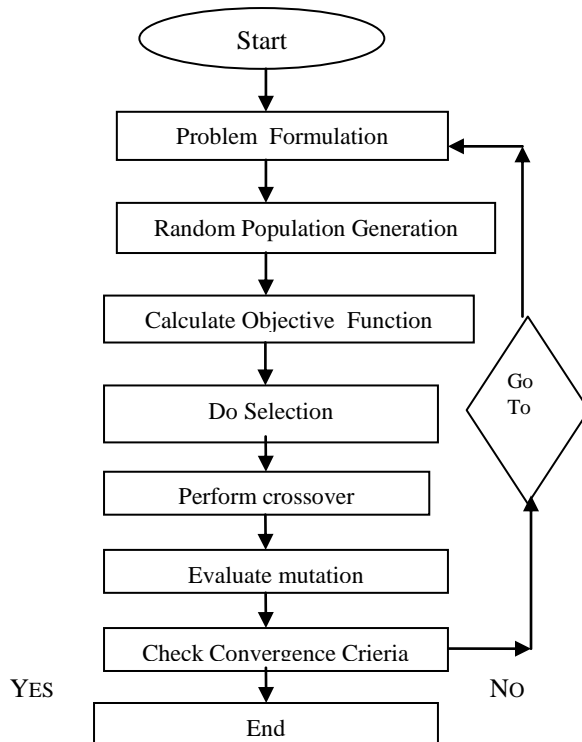 Start
Problem Formulation
Random Population Generation
Calculate Objective Function
Go
To
Do Selection
Perform crossover
Evaluate mutation
Check Convergence Crieria
YES
NO
End